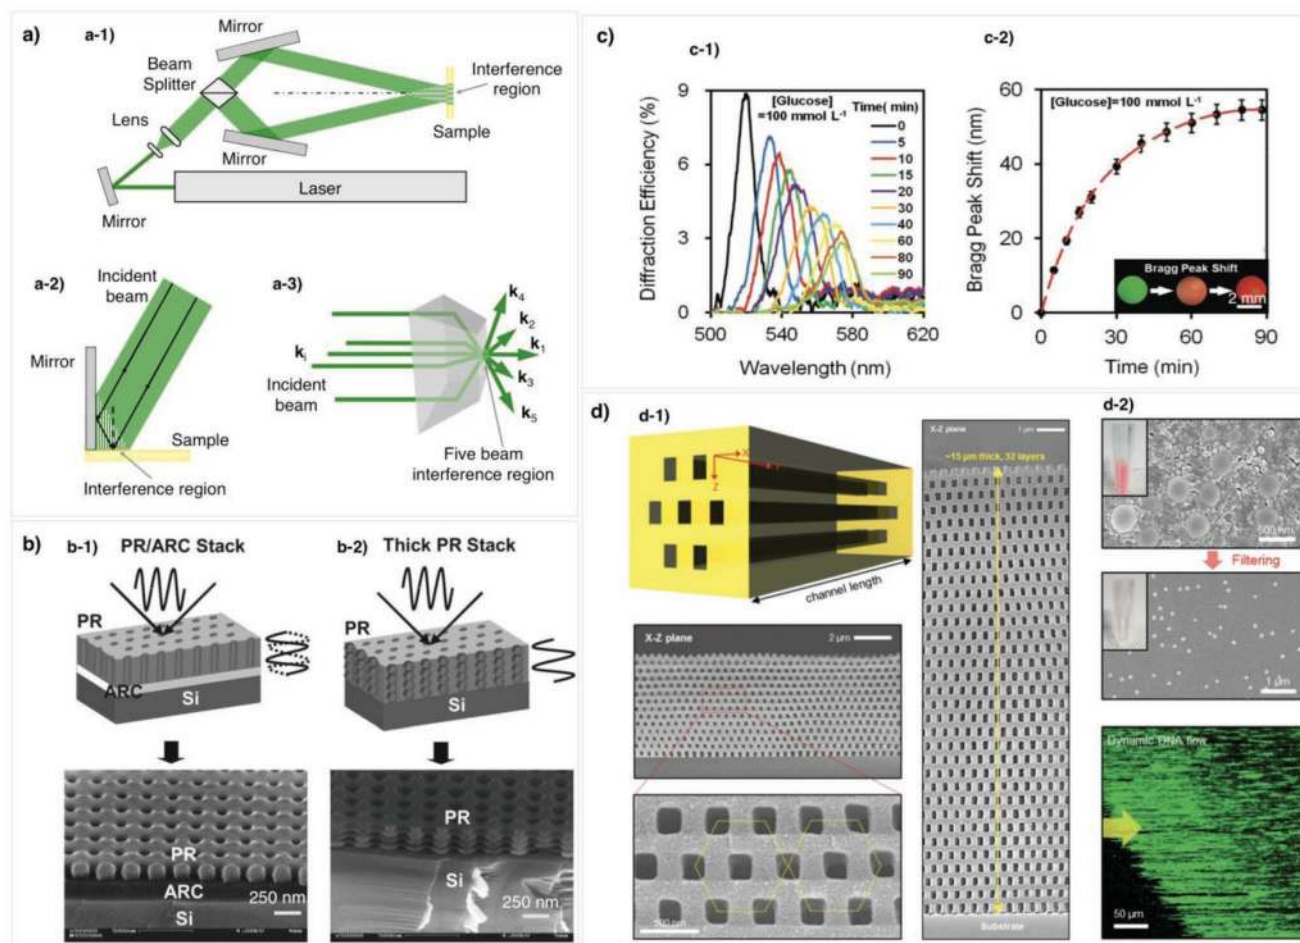 a)
a-1)
Mirror
Beam
Splitter
Lens
Mirror
Laser
Mirror
Interference
region
Sample
a-2)
Incident
beam
Mirror
Sample
Interference region
a-3)
k4
k2
k1
ki
k3
k5
Incident
beam
Five beam
interference region
b)
b-1)
PR/ARC Stack
PR
ARC
Si
PR
ARC
Si
250 nm
b-2)
Thick PR Stack
PR
Si
PR
Si
250 nm
c)
c-1)
Diffraction Efficiency (%)
9
6
3
0
500
540
580
620
Wavelength (nm)
[Glucose]
=100 mmol L-1
Time( min)
0
5
10
15
20
30
40
60
80
90
c-2)
Bragg Peak Shift (nm)
60
40
20
0
0
30
60
90
Time (min)
[Glucose]=100 mmol L-1
Bragg Peak Shift
2 mm
d)
d-1)
X
Z
channel length
X-Z plane
2 μm
X-Z plane
1 μm
~15 μm thick, 32 layers
Substrate
d-2)
500 nm
Filtering
1 μm
Dynamic DNA flow
50 μm